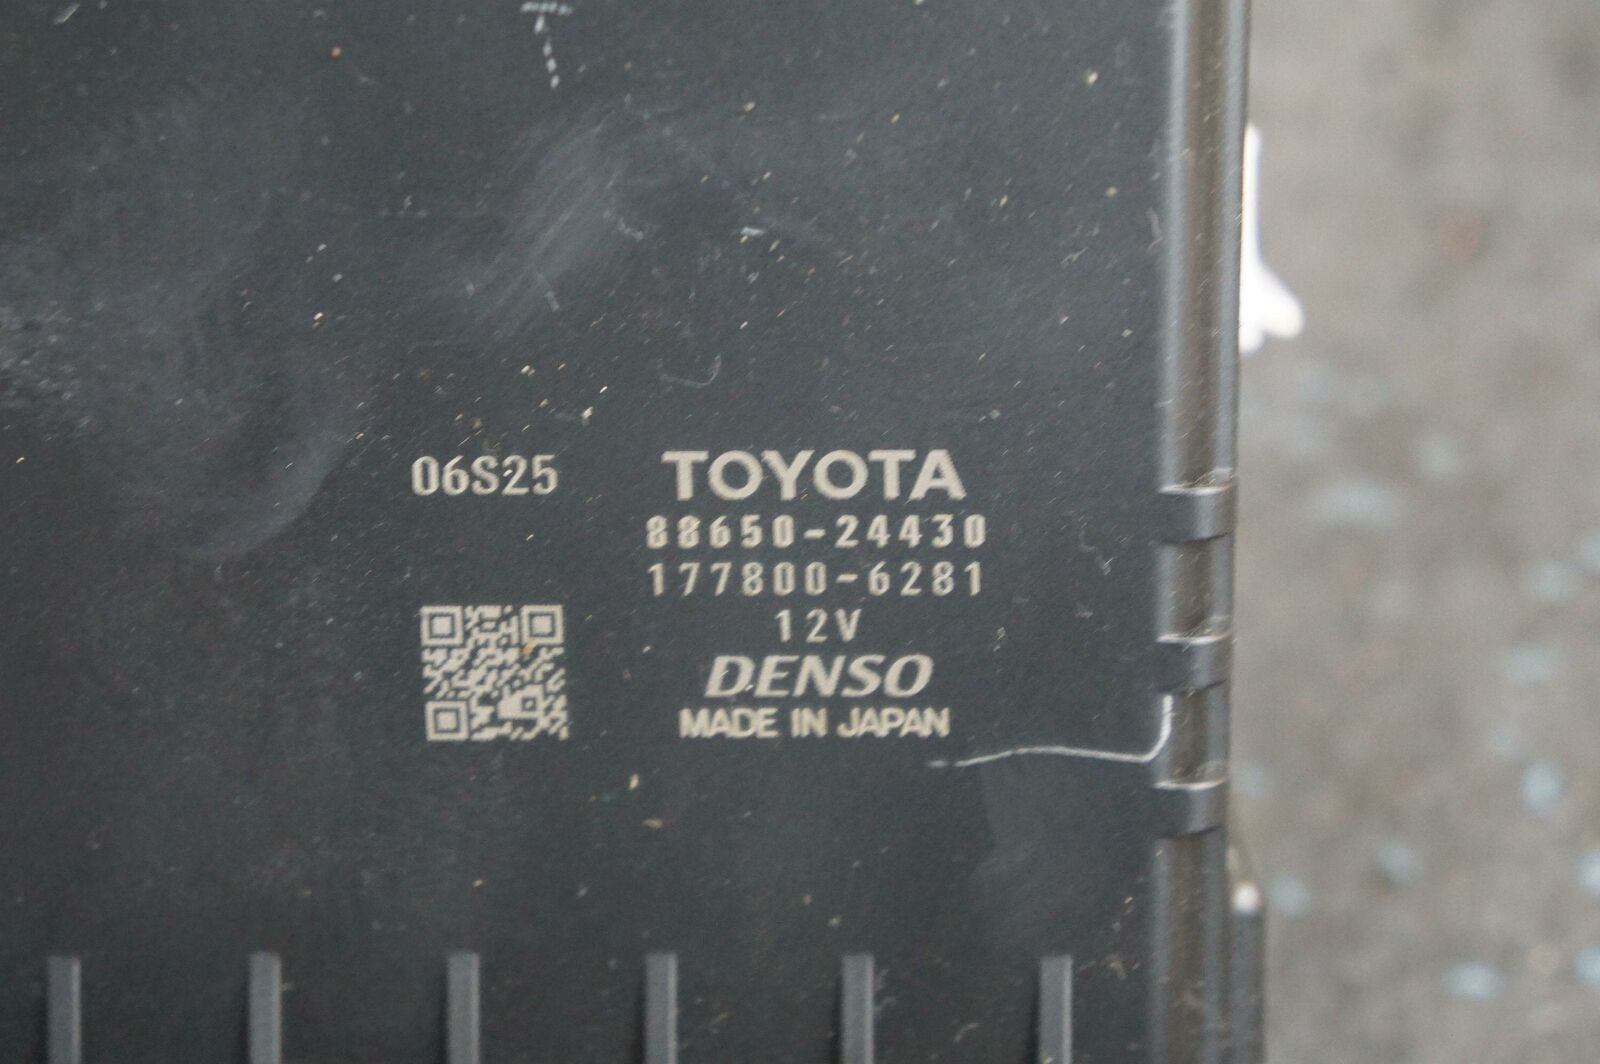 06S25
TOYOTA
88650-24430
177800-6281
12V
DENSO
MADE IN JAPAN